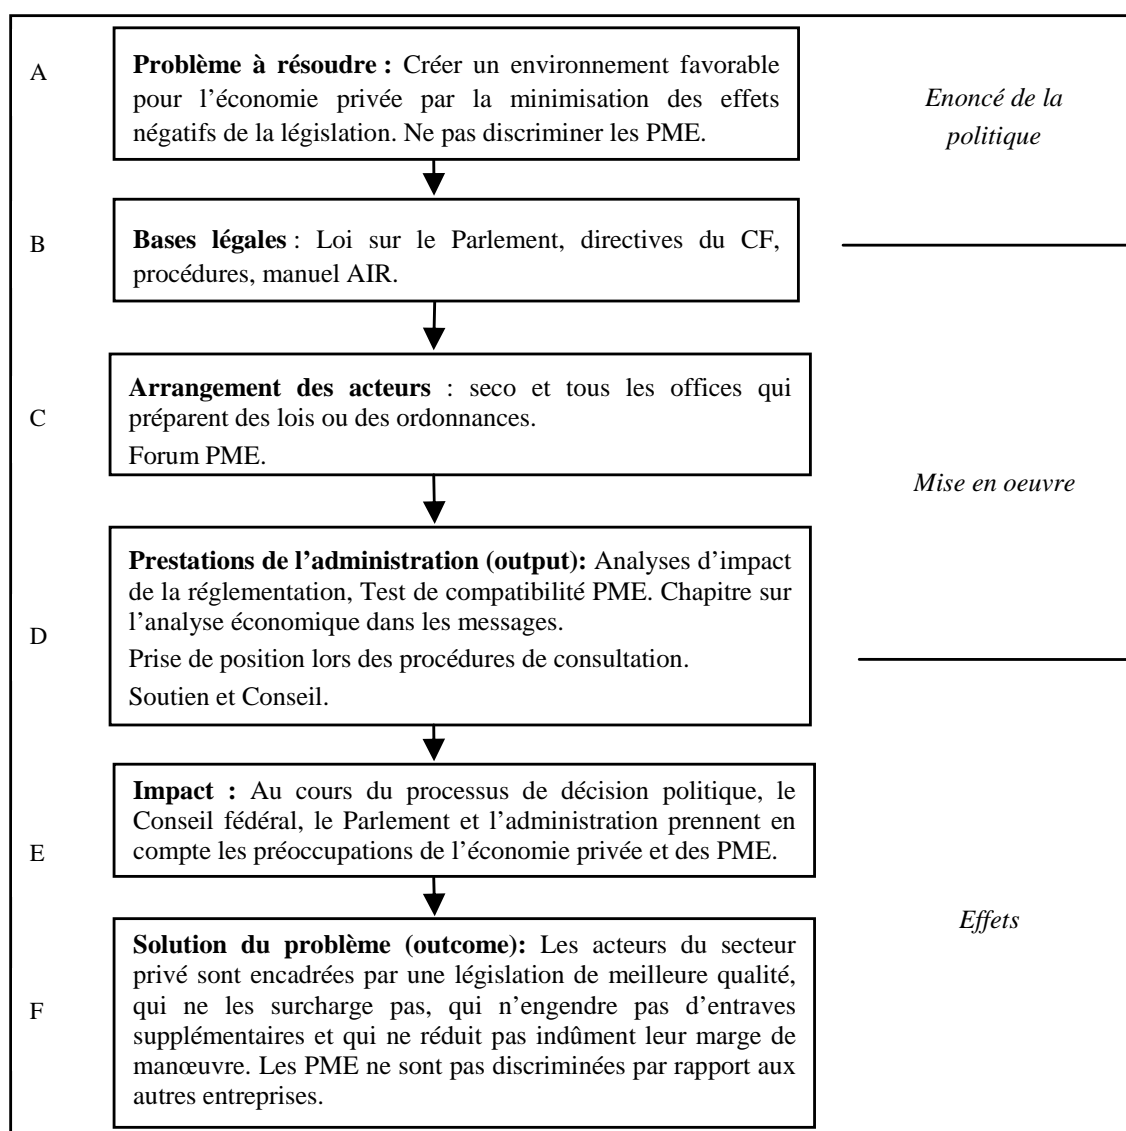 A
Problème à résoudre : Créer un environnement favorable
pour l’économie privée par la minimisation des effets
négatifs de la législation. Ne pas discriminer les PME.
Enoncé de la
politique
B
Bases légales : Loi sur le Parlement, directives du CF,
procédures, manuel AIR.
C
Arrangement des acteurs : seco et tous les offices qui
préparent des lois ou des ordonnances.
Forum PME.
Mise en oeuvre
D
Prestations de l’administration (output): Analyses d’impact
de la réglementation, Test de compatibilité PME. Chapitre sur
l’analyse économique dans les messages.
Prise de position lors des procédures de consultation.
Soutien et Conseil.
E
Impact : Au cours du processus de décision politique, le
Conseil fédéral, le Parlement et l’administration prennent en
compte les préoccupations de l’économie privée et des PME.
Effets
F
Solution du problème (outcome): Les acteurs du secteur
privé sont encadrées par une législation de meilleure qualité,
qui ne les surcharge pas, qui n’engendre pas d’entraves
supplémentaires et qui ne réduit pas indûment leur marge de
manœuvre. Les PME ne sont pas discriminées par rapport aux
autres entreprises.